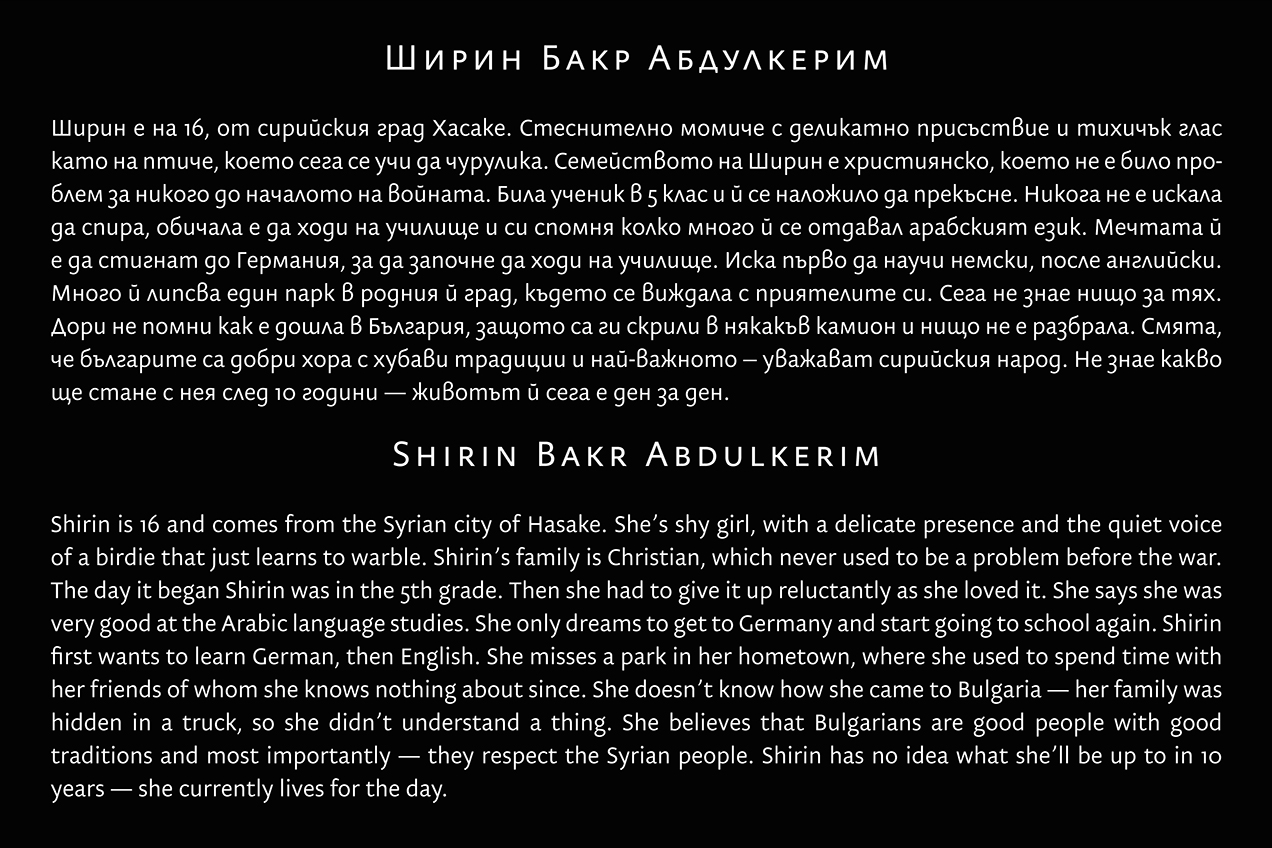 Ширин Бакр Абдулкерим
Ширин е на 16, от сирийския град Хасаке. Стеснително момиче с деликатно присъствие и тихичък глас
като на птиче, което сега се учи да чурулика. Семейството на Ширин е християнско, което не е било про-
блем за никого до началото на войната. Била ученик в 5 клас и й се наложило да прекъсне. Никога не е искала
да спира, обичала е да ходи на училище и си спомня колко много й се отдавал арабският език. Мечтата й
е да стигнат до Германия, за да започне да ходи на училище. Иска първо да научи немски, после английски.
Много й липсва един парк в родния й град, където се виждала с приятелите си. Сега не знае нищо за тях.
Дори не помни как е дошла в България, защото са ги скрили в някакъв камион и нищо не е разбрала. Смята,
че българите са добри хора с хубави традиции и най-важното – уважават сирийския народ. Не знае какво
ще стане с нея след 10 години — животът й сега е ден за ден.
Shirin Bakr Abdulkerim
Shirin is 16 and comes from the Syrian city of Hasake. She’s shy girl, with a delicate presence and the quiet voice
of a birdie that just learns to warble. Shirin’s family is Christian, which never used to be a problem before the war.
The day it began Shirin was in the 5th grade. Then she had to give it up reluctantly as she loved it. She says she was
very good at the Arabic language studies. She only dreams to get to Germany and start going to school again. Shirin
first wants to learn German, then English. She misses a park in her hometown, where she used to spend time with
her friends of whom she knows nothing about since. She doesn’t know how she came to Bulgaria — her family was
hidden in a truck, so she didn’t understand a thing. She believes that Bulgarians are good people with good
traditions and most importantly — they respect the Syrian people. Shirin has no idea what she’ll be up to in 10
years — she currently lives for the day.